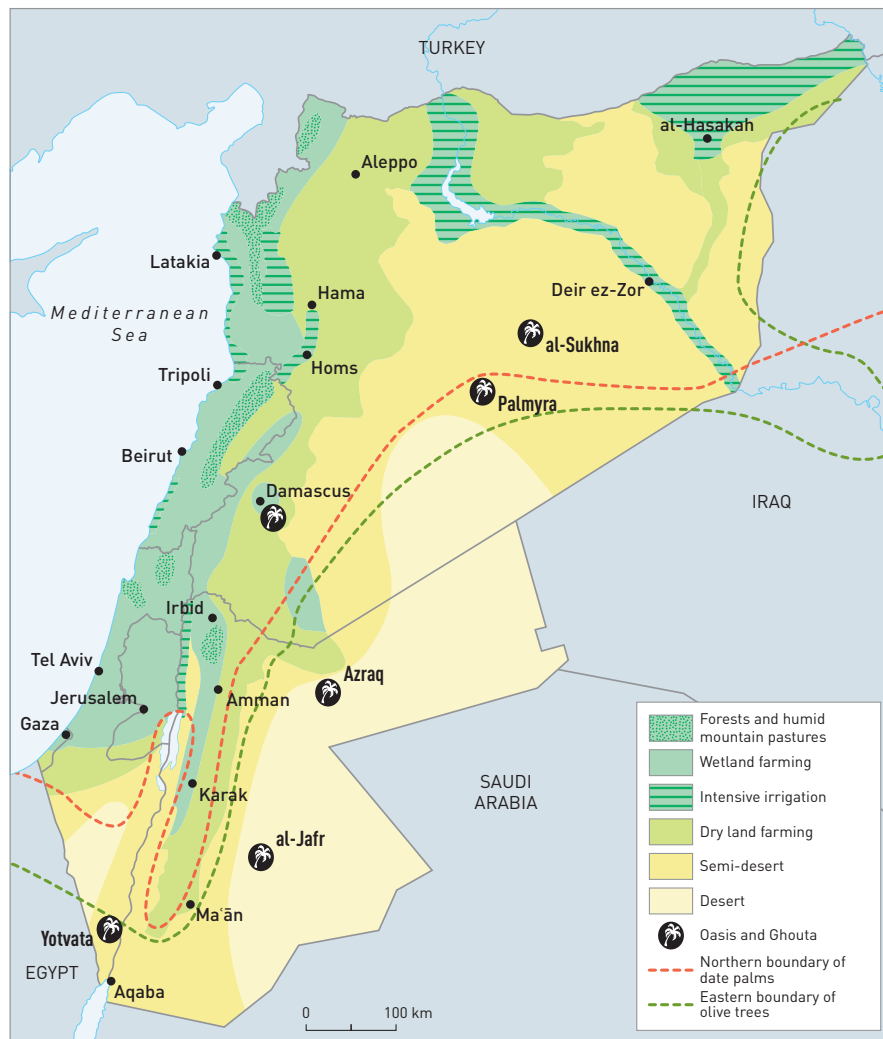 TURKEY
al-Hasakah
Aleppo
Latakia
Deir ez-Zor
Hama
Mediterranean
Sea
al-Sukhna
Homs
Tripoli
Palmyra
Beirut
Damascus
IRAQ
Irbid
Tel Aviv
Azraq
Jerusalem
Amman
Gaza
SAUDI
ARABIA
Karak
al-Jafr
Maʿān
Yotvata
EGYPT
Aqaba
0 100 km
Forests and humid
mountain pastures
Wetland farming
Intensive irrigation
Dry land farming
Semi-desert
Desert
Oasis and Ghouta
Northern boundary of
date palms
Eastern boundary of
olive trees